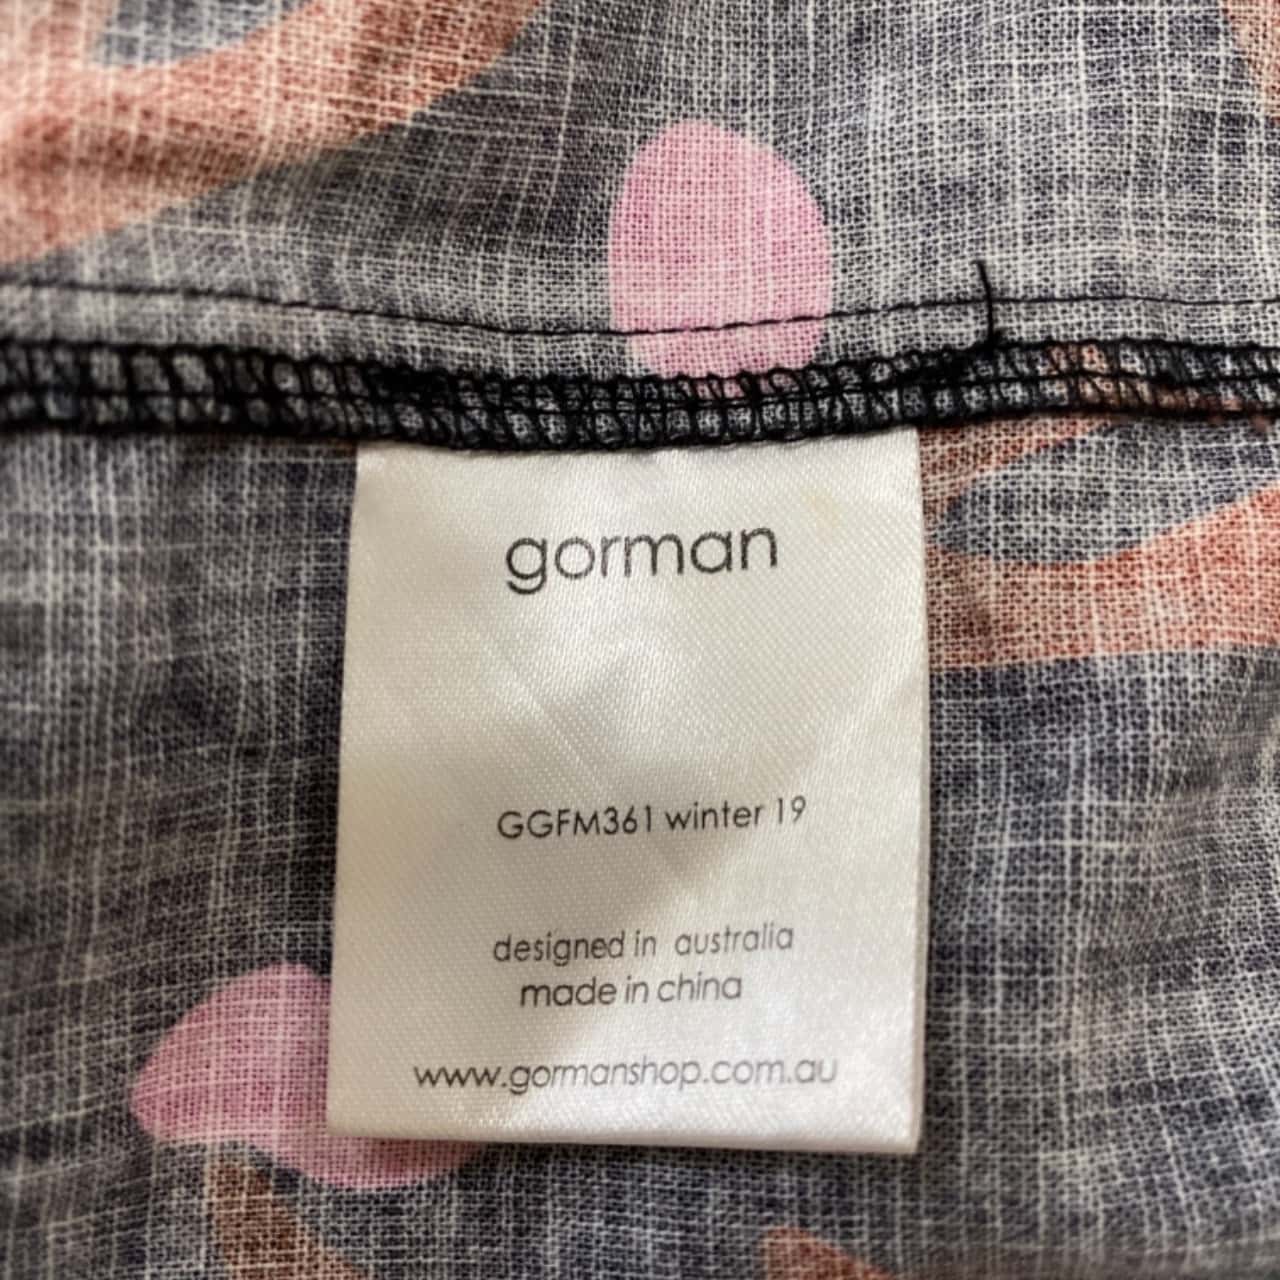 gorman
GGFM361 winter 19
designed in australia
made in china
www.gormanshop.com.au